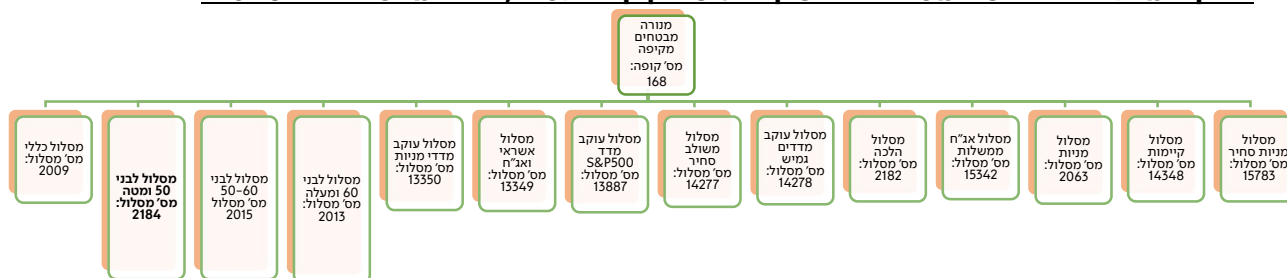 מנורה
מבטחים
מקיפה
מס' קופה:
168
מסלול
מניות סחיר
מס' מסלול:
15783
מסלול
קיימות
מס' מסלול:
14348
מסלול
מניות
מס' מסלול:
2063
מסלול אג"ח
ממשלות
מס' מסלול:
15342
מסלול
הלכה
מס' מסלול:
2182
מסלול עוקב
מדדים
גמיש
מס' מסלול:
14278
מסלול
משולב
סחיר
מס' מסלול:
14277
מסלול עוקב
מדד
S&P500
מס' מסלול:
13887
מסלול
אשראי
ואג"ח
מס' מסלול:
13349
מסלול עוקב
מדדי מניות
מס' מסלול:
13350
מסלול לבני
60 ומעלה
מס' מסלול:
2013
מסלול לבני
50-60
מס' מסלול
2015
מסלול לבני
50 ומטה
מס' מסלול:
2184
מסלול כללי
מס' מסלול:
2009